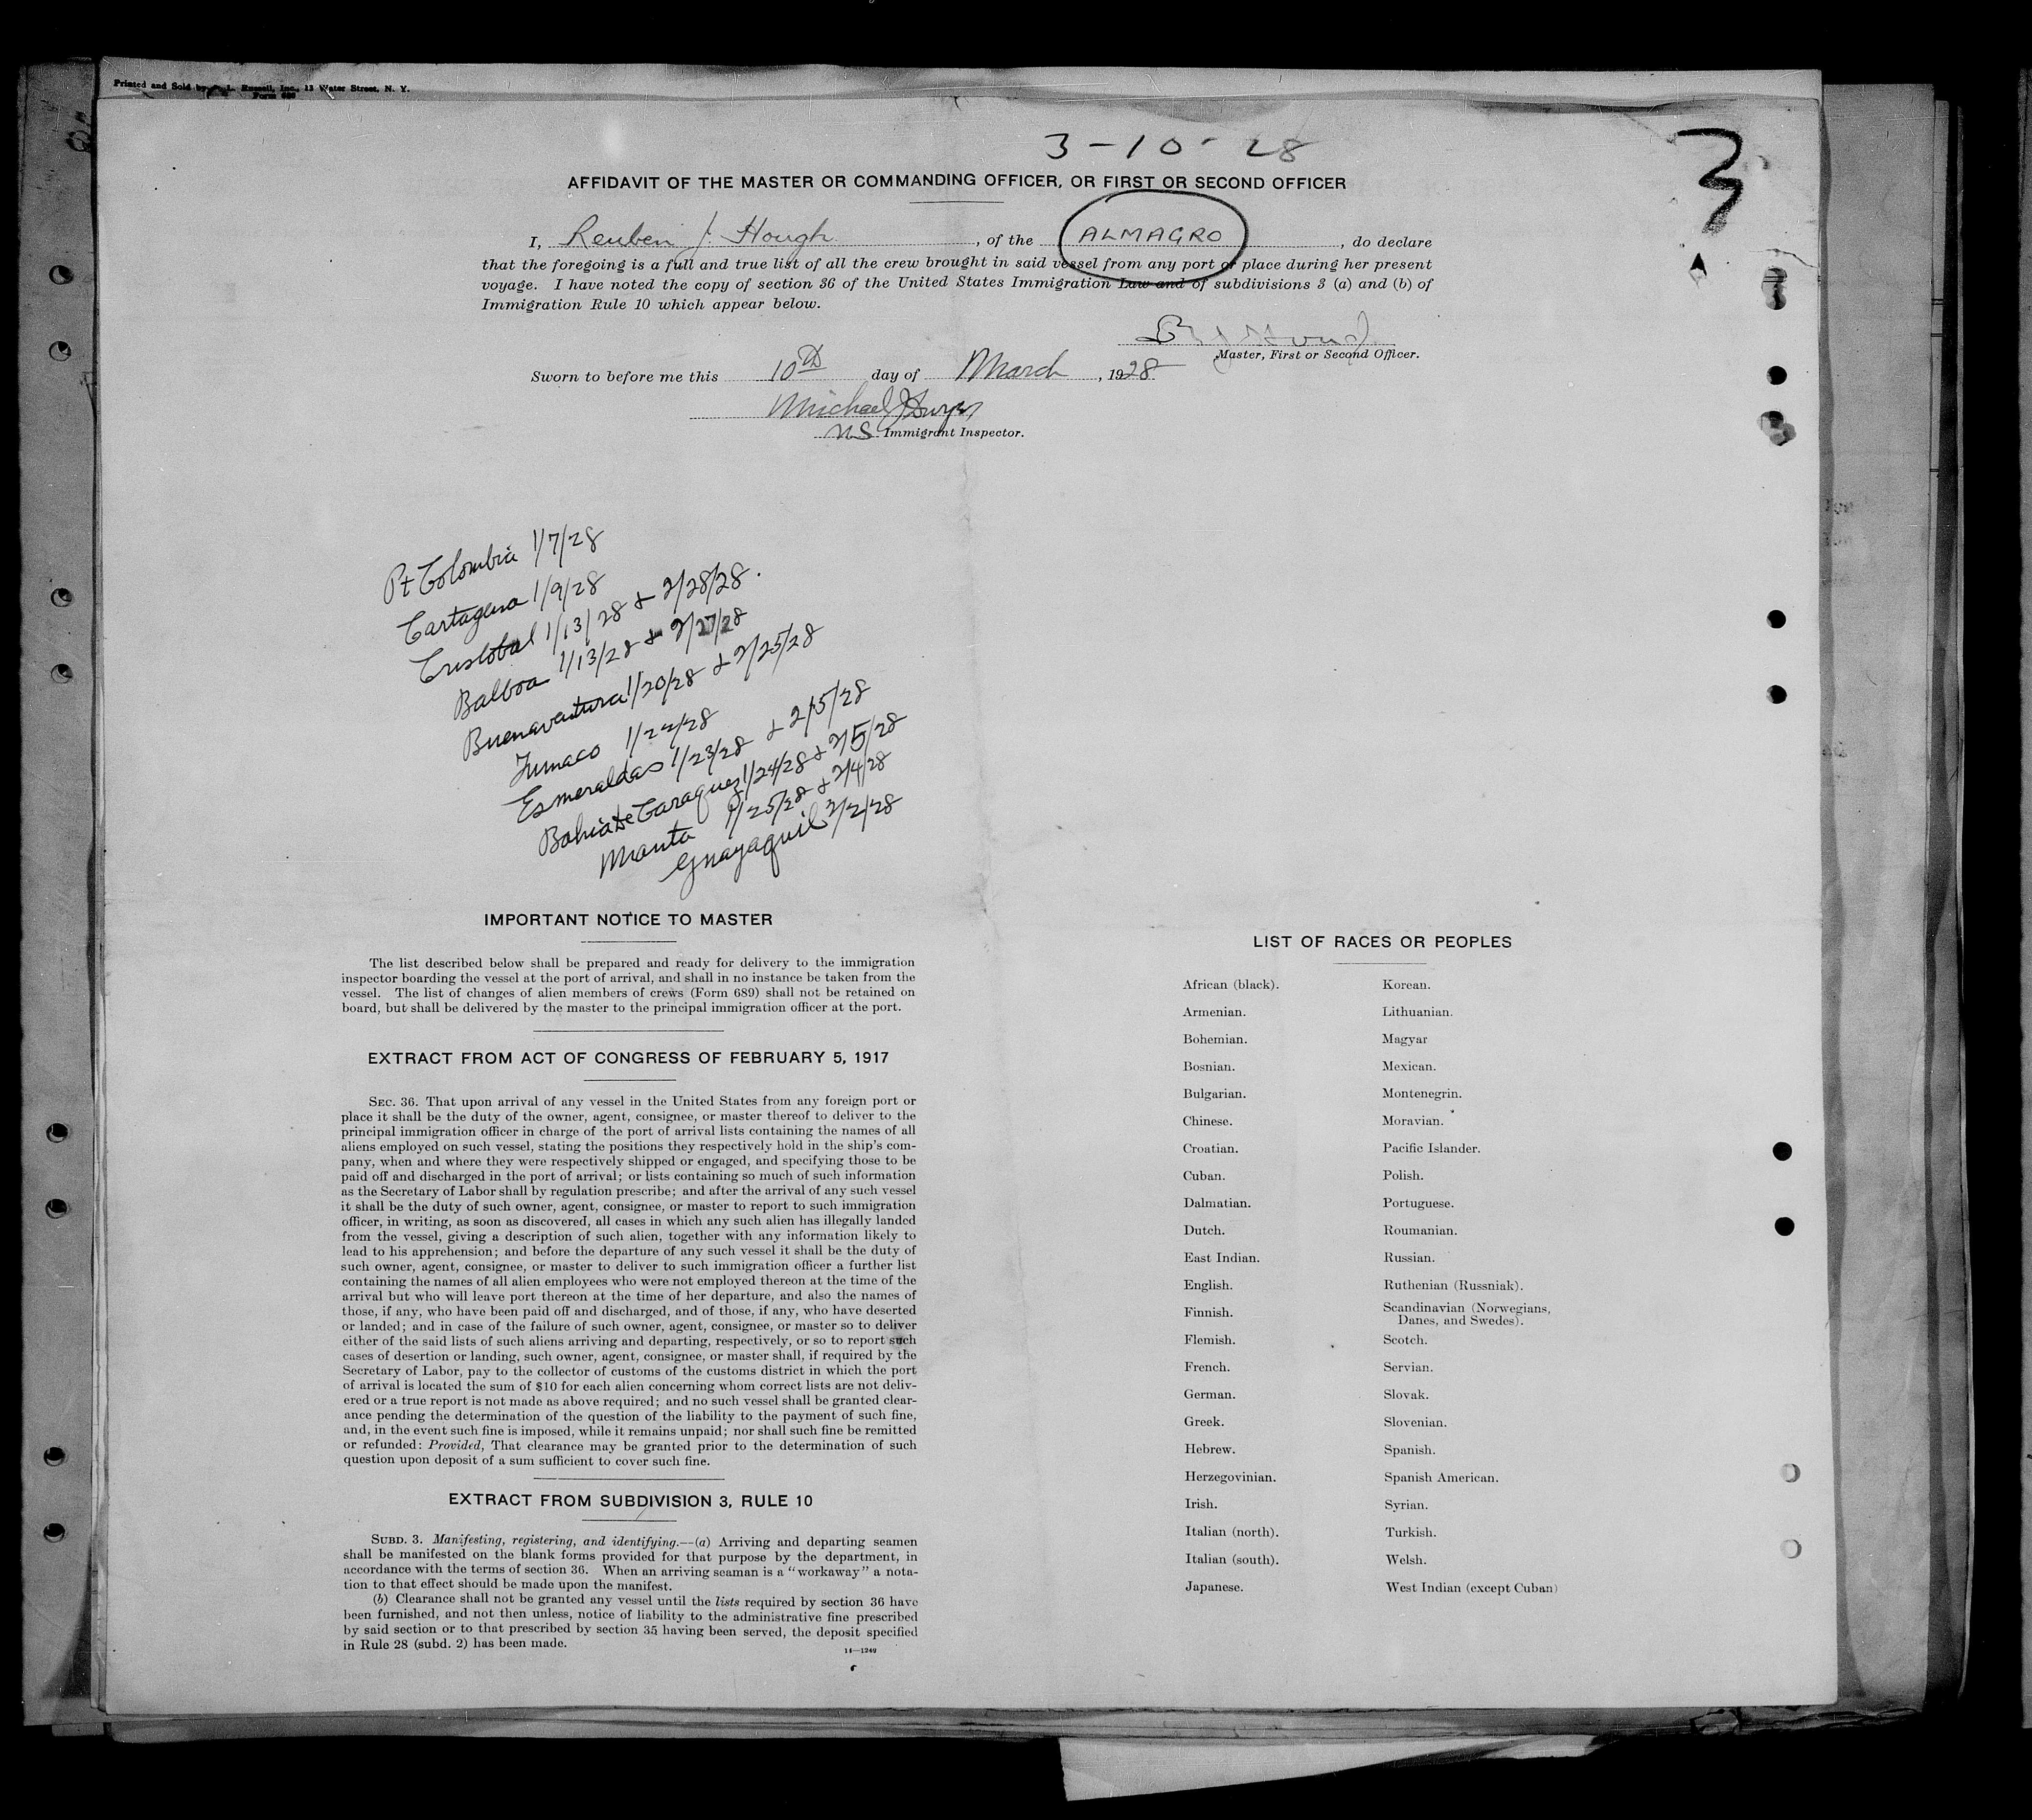 Printed and Sold by L. Russell, Inc., 13 Water Street, N. Y.
Form 689
3-10-28
3
AFFIDAVIT OF THE MASTER OR COMMANDING OFFICER, OR FIRST OR SECOND OFFICER
I, Reuben J. Hough, of the ALMAGRO, do declare
that the foregoing is a full and true list of all the crew brought in said vessel from any port or place during her present
voyage. I have noted the copy of section 36 of the United States Immigration Law and of subdivisions 3 (a) and (b) of
Immigration Rule 10 which appear below.
Master, First or Second Officer.
Sworn to before me this 10th day of March, 1928
Michael J Dwyer
U.S. Immigrant Inspector.
Pt Colombia 1/7/28
Cartagena 1/9/28
Cristobal 1/13/28 & 2/28/28.
Balboa 1/13/28 & 2/27/28
Buenaventura 1/20/28 & 2/25/28
Tumaco 1/22/28
Esmeraldas 1/23/28 & 2/5/28
Bahia de Caraquez 1/24/28 & 2/5/28
Manta 1/25/28 & 2/4/28
Guayaquil 2/2/28
IMPORTANT NOTICE TO MASTER
The list described below shall be prepared and ready for delivery to the immigration
inspector boarding the vessel at the port of arrival, and shall in no instance be taken from the
vessel. The list of changes of alien members of crews (Form 689) shall not be retained on
board, but shall be delivered by the master to the principal immigration officer at the port.
EXTRACT FROM ACT OF CONGRESS OF FEBRUARY 5, 1917
SEC. 36. That upon arrival of any vessel in the United States from any foreign port or
place it shall be the duty of the owner, agent, consignee, or master thereof to deliver to the
principal immigration officer in charge of the port of arrival lists containing the names of all
aliens employed on such vessel, stating the positions they respectively hold in the ship's com-
pany, when and where they were respectively shipped or engaged, and specifying those to be
paid off and discharged in the port of arrival; or lists containing so much of such information
as the Secretary of Labor shall by regulation prescribe; and after the arrival of any such vessel
it shall be the duty of such owner, agent, consignee, or master to report to such immigration
officer, in writing, as soon as discovered, all cases in which any such alien has illegally landed
from the vessel, giving a description of such alien, together with any information likely to
lead to his apprehension; and before the departure of any such vessel it shall be the duty of
such owner, agent, consignee, or master to deliver to such immigration officer a further list
containing the names of all alien employees who were not employed thereon at the time of the
arrival but who will leave port thereon at the time of her departure, and also the names of
those, if any, who have been paid off and discharged, and of those, if any, who have deserted
or landed; and in case of the failure of such owner, agent, consignee, or master so to deliver
either of the said lists of such aliens arriving and departing, respectively, or so to report such
cases of desertion or landing, such owner, agent, consignee, or master shall, if required by the
Secretary of Labor, pay to the collector of customs of the customs district in which the port
of arrival is located the sum of $10 for each alien concerning whom correct lists are not deliv-
ered or a true report is not made as above required; and no such vessel shall be granted clear-
ance pending the determination of the question of the liability to the payment of such fine,
and, in the event such fine is imposed, while it remains unpaid; nor shall such fine be remitted
or refunded: Provided, That clearance may be granted prior to the determination of such
question upon deposit of a sum sufficient to cover such fine.
EXTRACT FROM SUBDIVISION 3, RULE 10
SUBD. 3. Manifesting, registering, and identifying.—(a) Arriving and departing seamen
shall be manifested on the blank forms provided for that purpose by the department, in
accordance with the terms of section 36. When an arriving seaman is a "workaway" a nota-
tion to that effect should be made upon the manifest.
(b) Clearance shall not be granted any vessel until the lists required by section 36 have
been furnished, and not then unless, notice of liability to the administrative fine prescribed
by said section or to that prescribed by section 35 having been served, the deposit specified
in Rule 28 (subd. 2) has been made.
14—1249
LIST OF RACES OR PEOPLES
African (black). Korean.
Armenian. Lithuanian.
Bohemian. Magyar
Bosnian. Mexican.
Bulgarian. Montenegrin.
Chinese. Moravian.
Croatian. Pacific Islander.
Cuban. Polish.
Dalmatian. Portuguese.
Dutch. Roumanian.
East Indian. Russian.
English. Ruthenian (Russniak).
Finnish. Scandinavian (Norwegians,
Danes, and Swedes).
Flemish. Scotch.
French. Servian.
German. Slovak.
Greek. Slovenian.
Hebrew. Spanish.
Herzegovinian. Spanish American.
Irish. Syrian.
Italian (north). Turkish.
Italian (south). Welsh.
Japanese. West Indian (except Cuban)